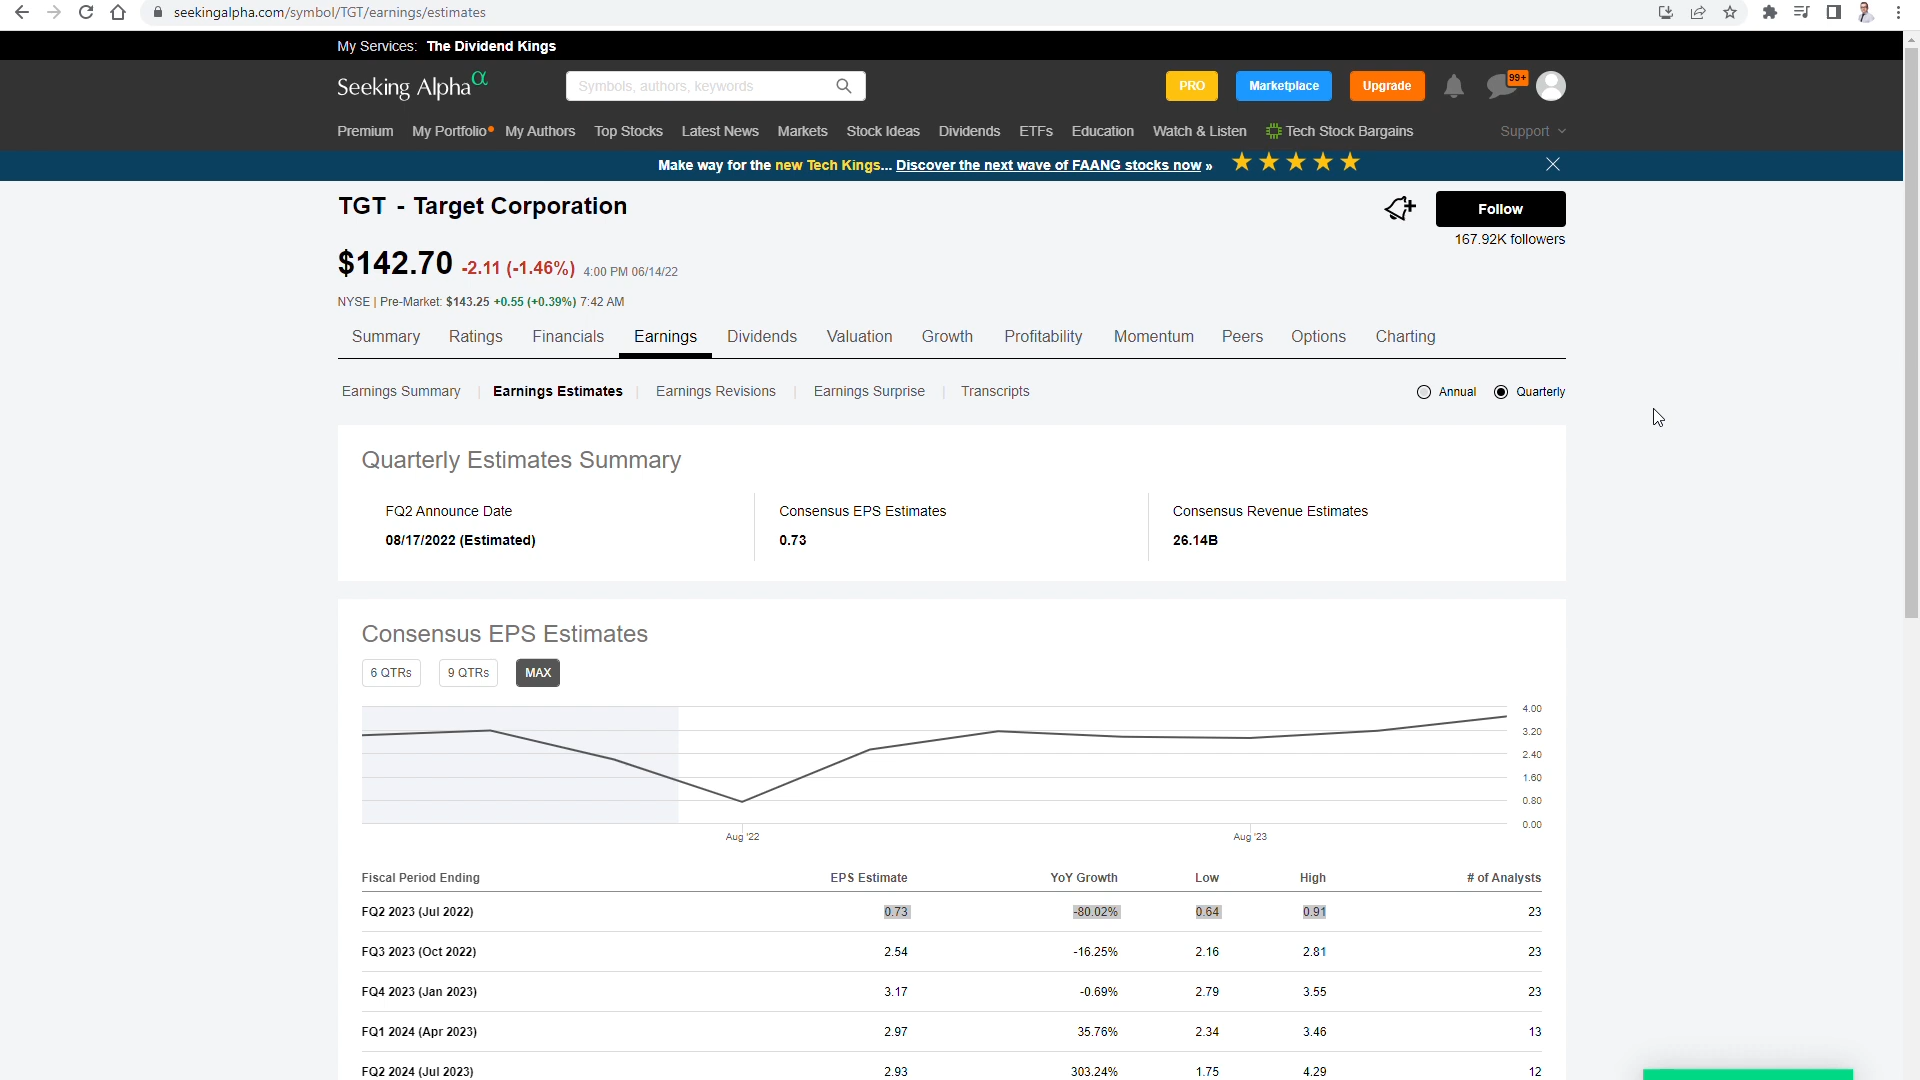 seekingalpha.com/symbol/TGT/earnings/estimates
My Services: The Dividend Kings
Seeking Alphaα
Symbols, authors, keywords
PRO
Marketplace
Upgrade
99+
Premium My Portfolio My Authors Top Stocks Latest News Markets Stock Ideas Dividends ETFs Education Watch & Listen Tech Stock Bargains Support
Make way for the new Tech Kings... Discover the next wave of FAANG stocks now »
TGT - Target Corporation
Follow
167.92K followers
$142.70 -2.11 (-1.46%) 4:00 PM 06/14/22
NYSE | Pre-Market: $143.25 +0.55 (+0.39%) 7:42 AM
Summary Ratings Financials Earnings Dividends Valuation Growth Profitability Momentum Peers Options Charting
Earnings Summary | Earnings Estimates | Earnings Revisions | Earnings Surprise | Transcripts
Annual Quarterly
Quarterly Estimates Summary
FQ2 Announce Date Consensus EPS Estimates Consensus Revenue Estimates
08/17/2022 (Estimated) 0.73 26.14B
Consensus EPS Estimates
6 QTRs 9 QTRs MAX
4.00
3.20
2.40
1.60
0.80
0.00
Aug '22 Aug '23
Fiscal Period Ending EPS Estimate YoY Growth Low High # of Analysts
FQ2 2023 (Jul 2022) 0.73 -80.02% 0.64 0.91 23
FQ3 2023 (Oct 2022) 2.54 -16.25% 2.16 2.81 23
FQ4 2023 (Jan 2023) 3.17 -0.69% 2.79 3.55 23
FQ1 2024 (Apr 2023) 2.97 35.76% 2.34 3.46 13
FQ2 2024 (Jul 2023) 2.93 303.24% 1.75 4.29 12